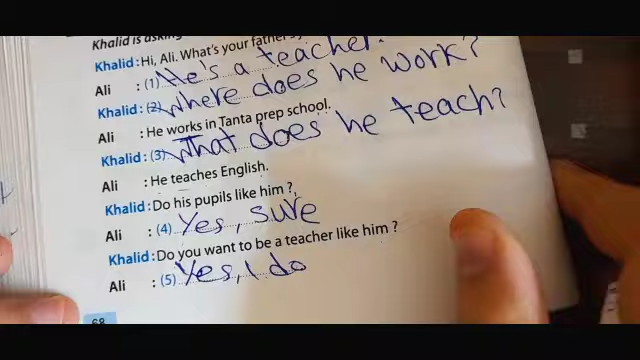 Khalid is asking
Khalid : Hi, Ali. What's your father's
Ali : (1) He's a teacher.
Khalid : (2) Where does he work?
Ali : He works in Tanta prep school.
Khalid : (3) What does he teach?
Ali : He teaches English.
Khalid : Do his pupils like him ?
Ali : (4) Yes, sure
Khalid : Do you want to be a teacher like him ?
Ali : (5) Yes, I do
68